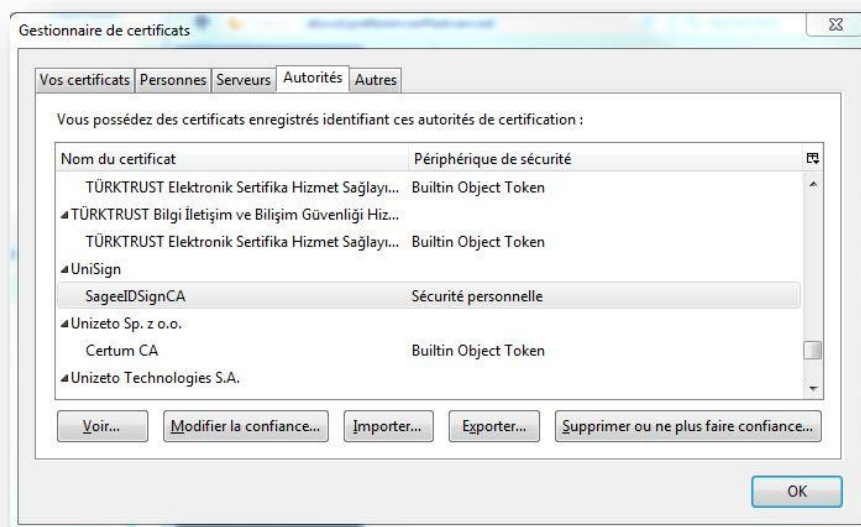 Gestionnaire de certificats
Vos certificats Personnes Serveurs Autorités Autres
Vous possédez des certificats enregistrés identifiant ces autorités de certification :
Nom du certificat Périphérique de sécurité
TÜRKTRUST Elektronik Sertifika Hizmet Sağlayı... Builtin Object Token
TÜRKTRUST Bilgi İletişim ve Bilişim Güvenliği Hiz...
TÜRKTRUST Elektronik Sertifika Hizmet Sağlayı... Builtin Object Token
UniSign
SageeIDSignCA Sécurité personnelle
Unizeto Sp. z o.o.
Certum CA Builtin Object Token
Unizeto Technologies S.A.
Voir... Modifier la confiance... Importer... Exporter... Supprimer ou ne plus faire confiance...
OK